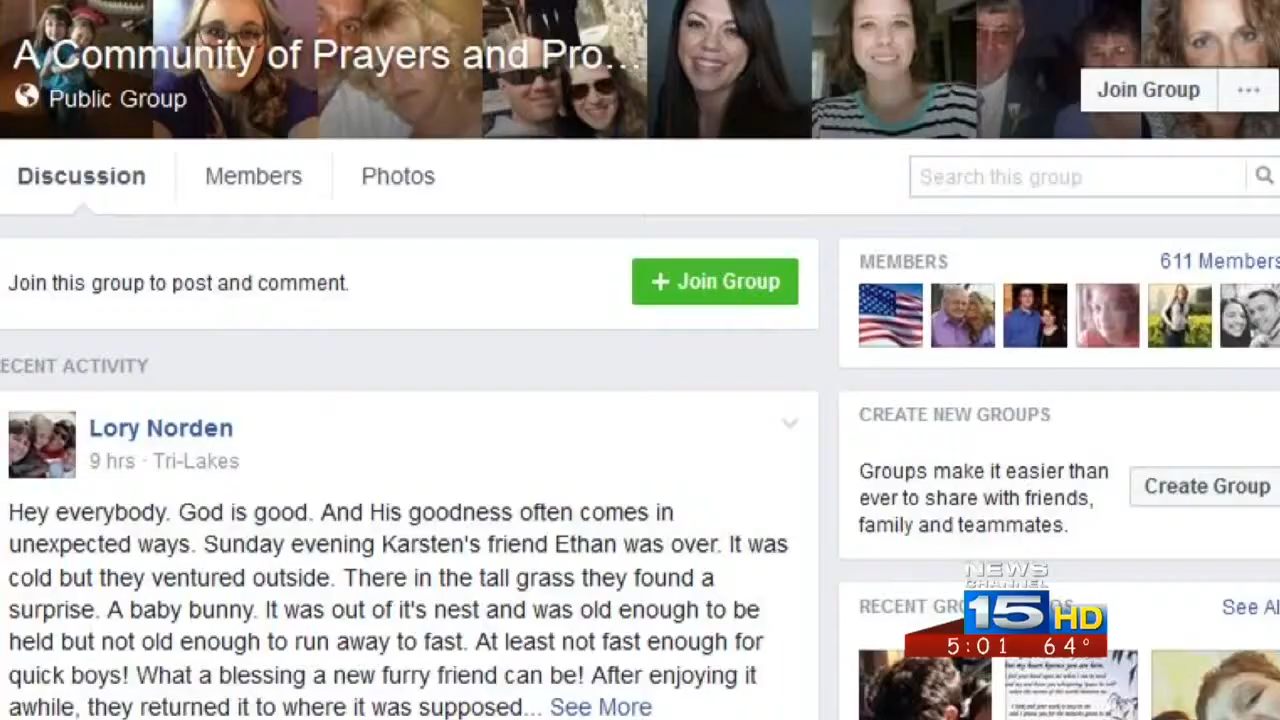 A Community of Prayers and Pro...
Public Group
Join Group
Discussion
Members
Photos
Search this group
Join this group to post and comment.
+ Join Group
MEMBERS
611 Members
ECENT ACTIVITY
Lory Norden
9 hrs · Tri-Lakes
Hey everybody. God is good. And His goodness often comes in
unexpected ways. Sunday evening Karsten's friend Ethan was over. It was
cold but they ventured outside. There in the tall grass they found a
surprise. A baby bunny. It was out of it's nest and was old enough to be
held but not old enough to run away to fast. At least not fast enough for
quick boys! What a blessing a new furry friend can be! After enjoying it
awhile, they returned it to where it was supposed... See More
CREATE NEW GROUPS
Groups make it easier than
ever to share with friends,
family and teammates.
Create Group
RECENT GRO
See Al
NEWS
CHANNEL
15 HD
5:01 64°